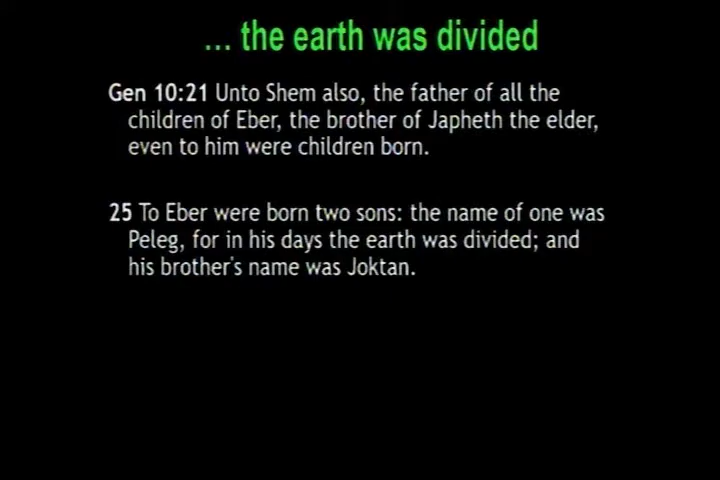 ... the earth was divided
Gen 10:21 Unto Shem also, the father of all the
children of Eber, the brother of Japheth the elder,
even to him were children born.
25 To Eber were born two sons: the name of one was
Peleg, for in his days the earth was divided; and
his brother's name was Joktan.